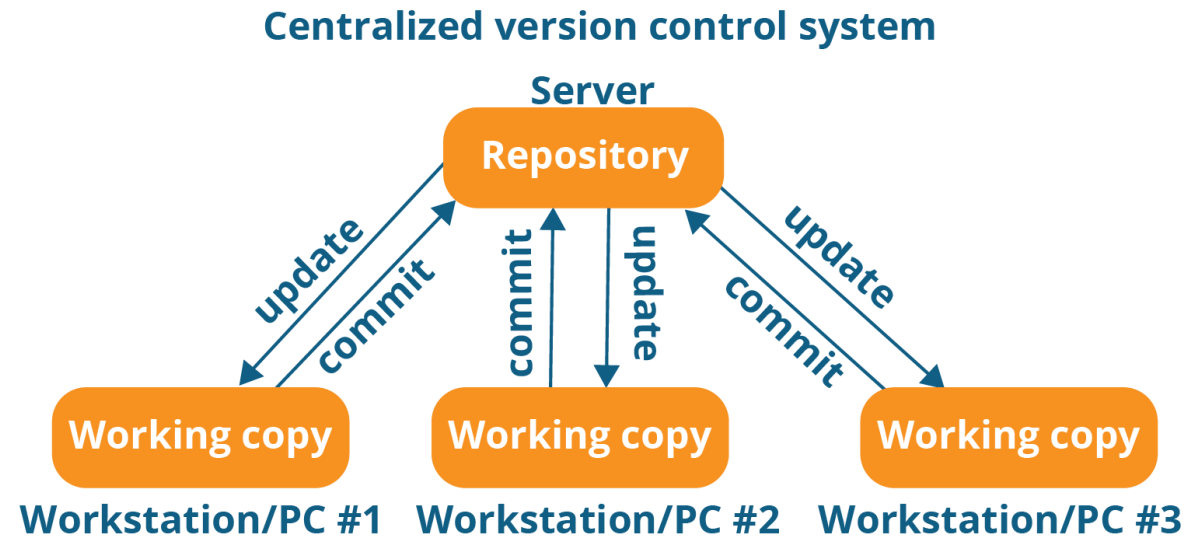 Centralized version control system
Server
Repository
update
commit
commit
update
commit
update
Working copy
Working copy
Working copy
Workstation/PC #1
Workstation/PC #2
Workstation/PC #3